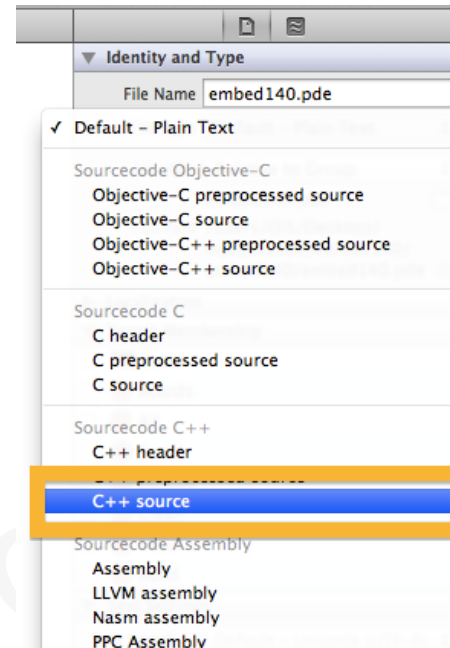 Identity and Type
File Name embed140.pde
✓ Default – Plain Text
Sourcecode Objective-C
Objective-C preprocessed source
Objective-C source
Objective-C++ preprocessed source
Objective-C++ source
Sourcecode C
C header
C preprocessed source
C source
Sourcecode C++
C++ header
C++ preprocessed source
C++ source
Sourcecode Assembly
Assembly
LLVM assembly
Nasm assembly
PPC Assembly